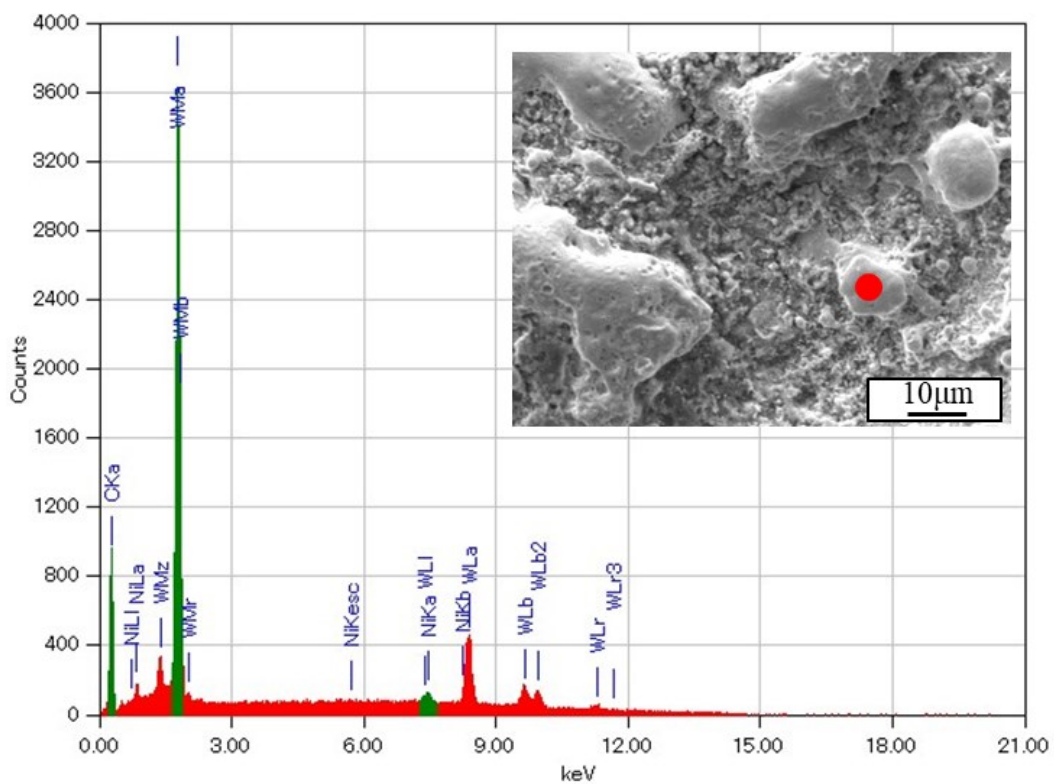 4000
3600
3200
2800
2400
2000
1600
1200
800
400
0
Counts
0.00 3.00 6.00 9.00 12.00 15.00 18.00 21.00
keV
CKa
NiLl
NiLa
WMz
WMa
WMb
WMr
NiKesc
NiKa
WLl
NiKb
WLa
WLb
WLb2
WLr
WLr3
10μm